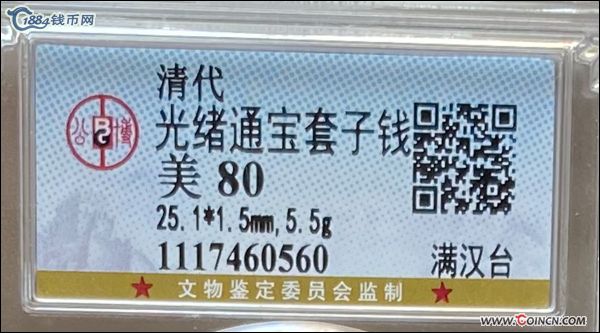 1884钱币网
清代
光绪通宝套子钱
美 80
25.1*1.5mm,5.5g
1117460560
满汉台
公博
文物鉴定委员会监制
www.COINCN.com